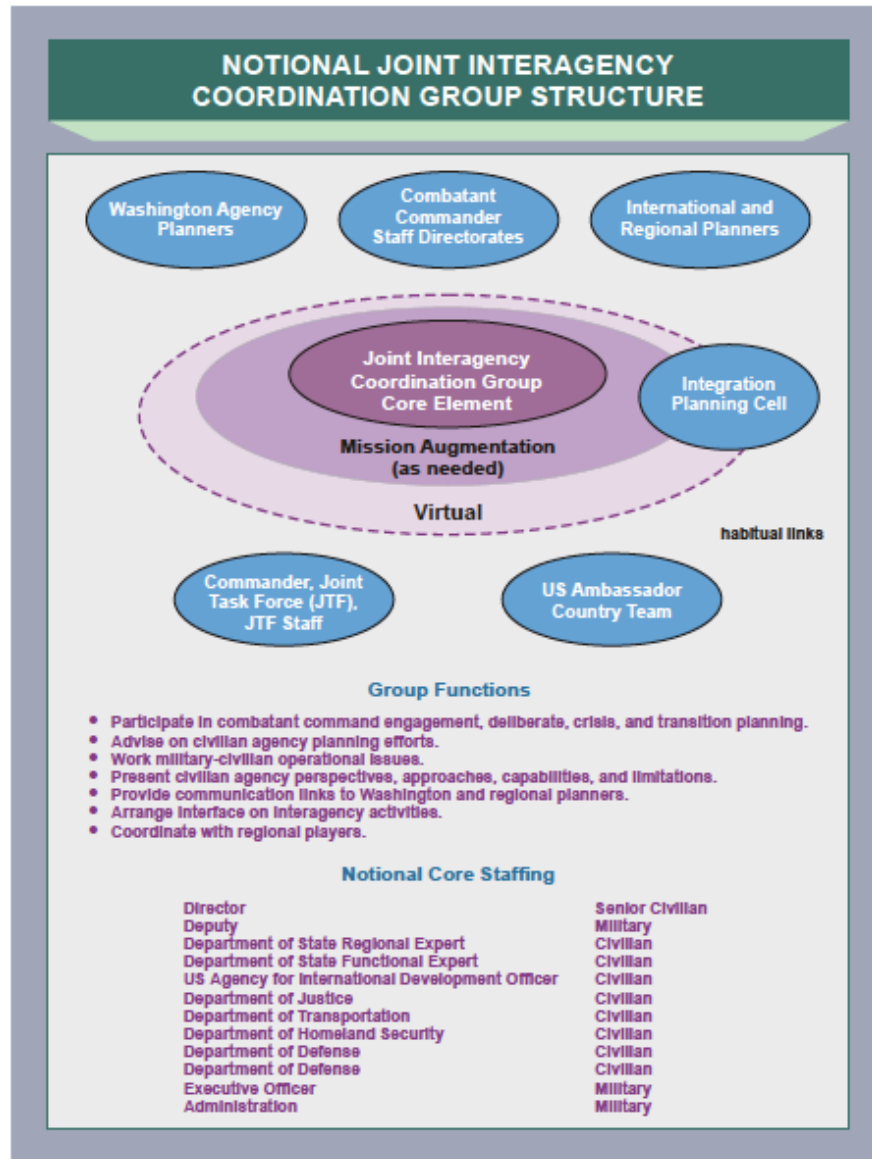 NOTIONAL JOINT INTERAGENCY
COORDINATION GROUP STRUCTURE
Washington Agency
Planners
Combatant
Commander
Staff Directorates
International and
Regional Planners
Joint Interagency
Coordination Group
Core Element
Integration
Planning Cell
Mission Augmentation
(as needed)
Virtual
habitual links
Commander, Joint
Task Force (JTF),
JTF Staff
US Ambassador
Country Team
Group Functions
• Participate in combatant command engagement, deliberate, crisis, and transition planning.
• Advise on civilian agency planning efforts.
• Work military-civilian operational issues.
• Present civilian agency perspectives, approaches, capabilities, and limitations.
• Provide communication links to Washington and regional planners.
• Arrange interface on interagency activities.
• Coordinate with regional players.
Notional Core Staffing
Director Senior Civilian
Deputy Military
Department of State Regional Expert Civilian
Department of State Functional Expert Civilian
US Agency for International Development Officer Civilian
Department of Justice Civilian
Department of Transportation Civilian
Department of Homeland Security Civilian
Department of Defense Civilian
Department of Defense Civilian
Executive Officer Military
Administration Military